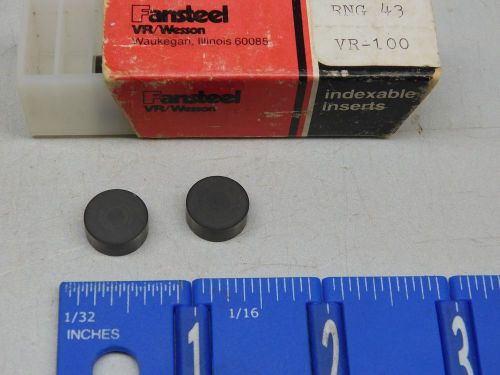 Fansteel
VR/Wesson
Waukegan, Illinois 60085
RNG 43
VR-100
Fansteel
VR/Wesson
indexable
inserts
1/32
INCHES
1
1/16
2
3